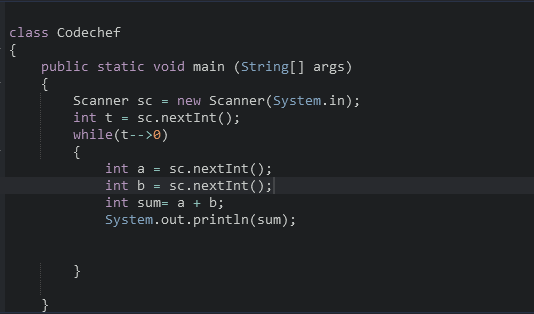 class Codechef
{
    public static void main (String[] args)
    {
        Scanner sc = new Scanner(System.in);
        int t = sc.nextInt();
        while(t-->0)
        {
            int a = sc.nextInt();
            int b = sc.nextInt();
            int sum= a + b;
            System.out.println(sum);
        }
    }